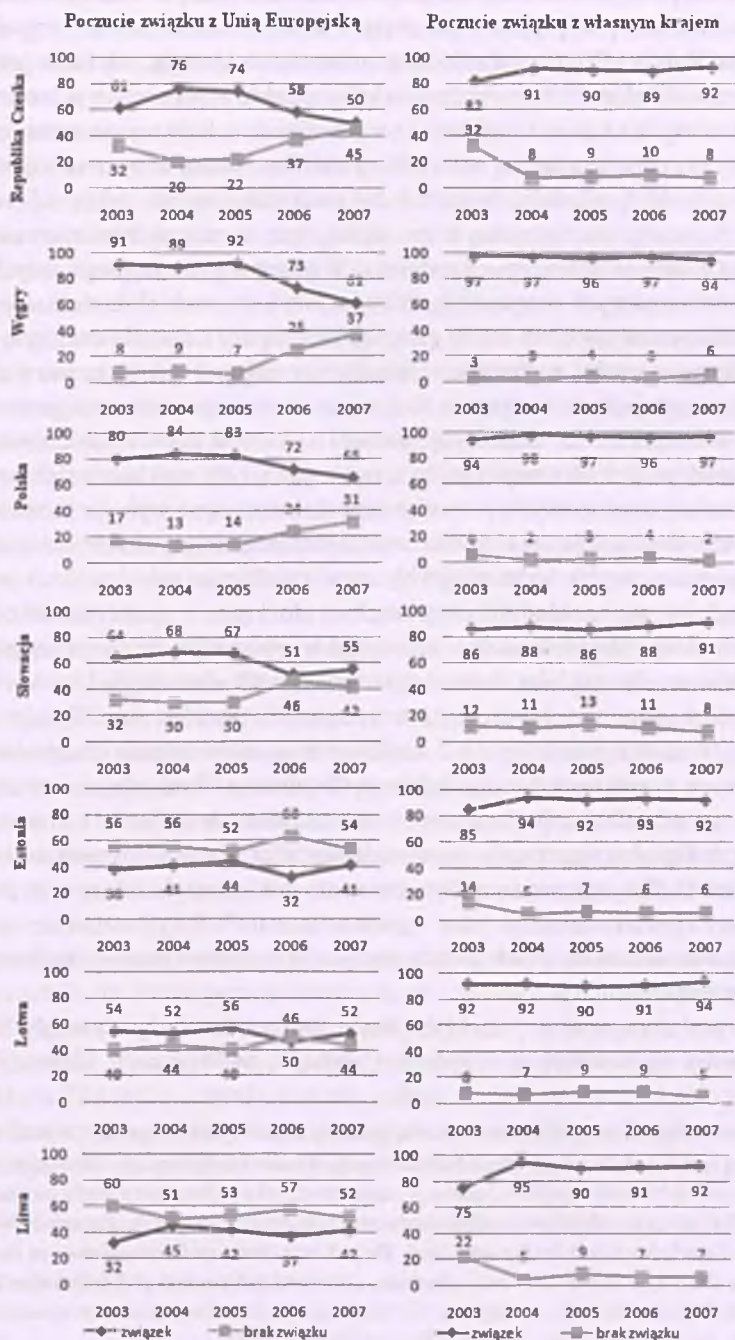 Poczucie związku z Unią Europejską
Poczucie związku z własnym krajem
Republika Czeska
100
80
60
40
20
0
61 76 74 58 50
32 20 22 37 45
2003 2004 2005 2006 2007
100
80
60
40
20
0
91 90 89 92
32 8 9 10 8
2003 2004 2005 2006 2007
Węgry
100
80
60
40
20
0
91 89 92 73
8 9 7 37
2003 2004 2005 2006 2007
100
80
60
40
20
0
97 97 96 97 94
3 6
2003 2004 2005 2006 2007
Polska
100
80
60
40
20
0
80 84 83 72
17 13 14 31
2003 2004 2005 2006 2007
100
80
60
40
20
0
94 98 97 96 97
2 4 2
2003 2004 2005 2006 2007
Słowacja
100
80
60
40
20
0
64 68 67 51 55
32 30 30 46
2003 2004 2005 2006 2007
100
80
60
40
20
0
86 88 86 88 91
12 11 13 11 8
2003 2004 2005 2006 2007
Estonia
100
80
60
40
20
0
56 56 52 54
44 32
2003 2004 2005 2006 2007
100
80
60
40
20
0
85 94 92 93 92
14 7 6 6
2003 2004 2005 2006 2007
Łotwa
100
80
60
40
20
0
54 52 56 46 52
44 50 44
2003 2004 2005 2006 2007
100
80
60
40
20
0
92 92 90 91 94
7 9 9
2003 2004 2005 2006 2007
Litwa
100
80
60
40
20
0
60 51 53 57 52
32 45 37
2003 2004 2005 2006 2007
100
80
60
40
20
0
75 95 90 91 92
22 9 7
2003 2004 2005 2006 2007
związek brak związku
związek brak związku